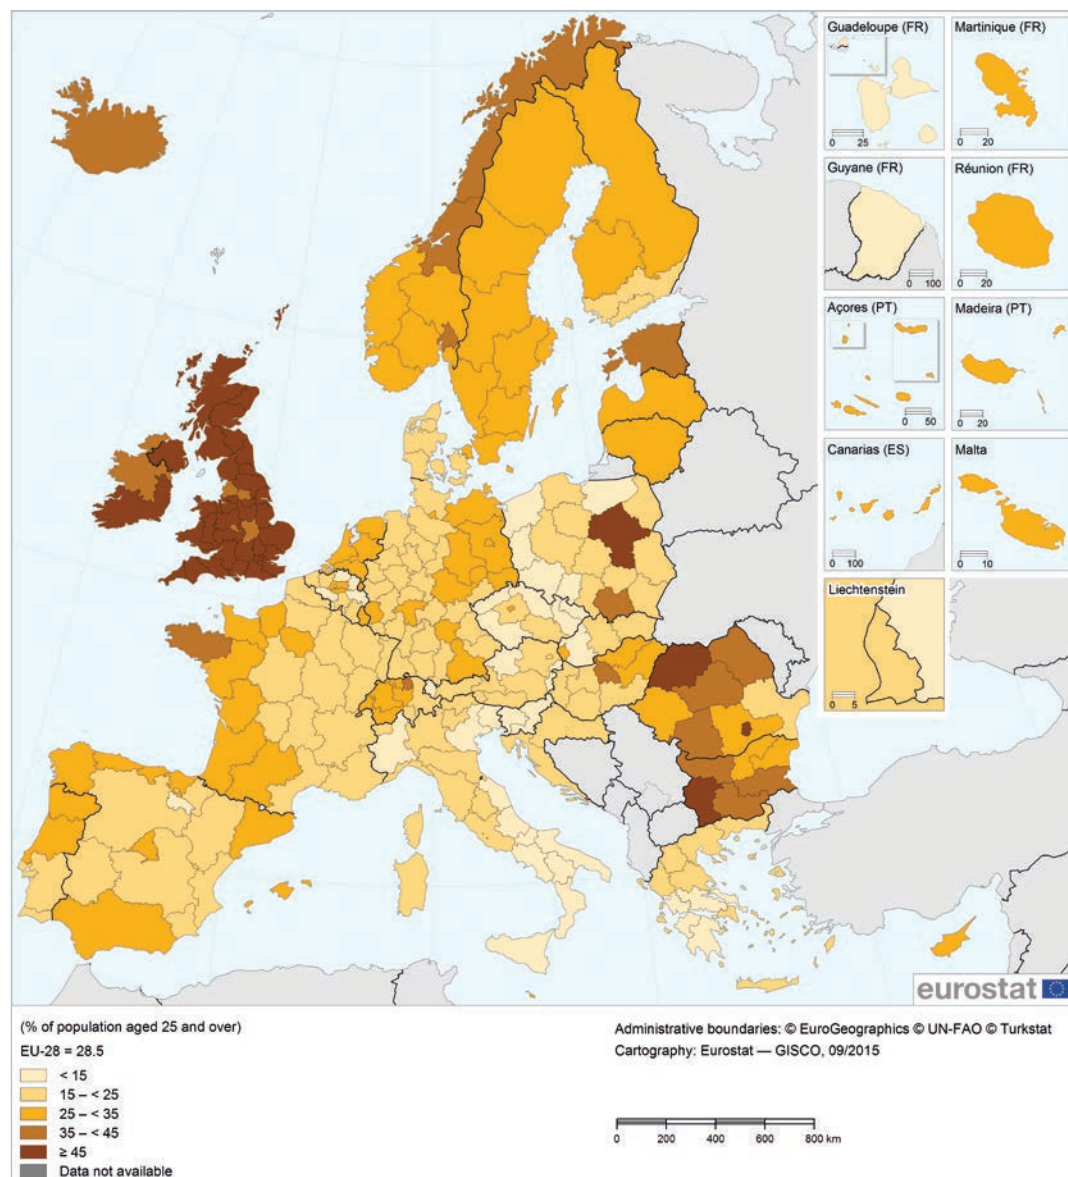 Guadeloupe (FR)
0 25
Martinique (FR)
0 20
Guyane (FR)
0 100
Réunion (FR)
0 20
Açores (PT)
0 50
Madeira (PT)
0 20
Canarias (ES)
0 100
Malta
0 10
Liechtenstein
0 5
eurostat
(% of population aged 25 and over)
EU-28 = 28.5
< 15
15 – < 25
25 – < 35
35 – < 45
≥ 45
Data not available
Administrative boundaries: © EuroGeographics © UN-FAO © Turkstat
Cartography: Eurostat — GISCO, 09/2015
0 200 400 600 800 km